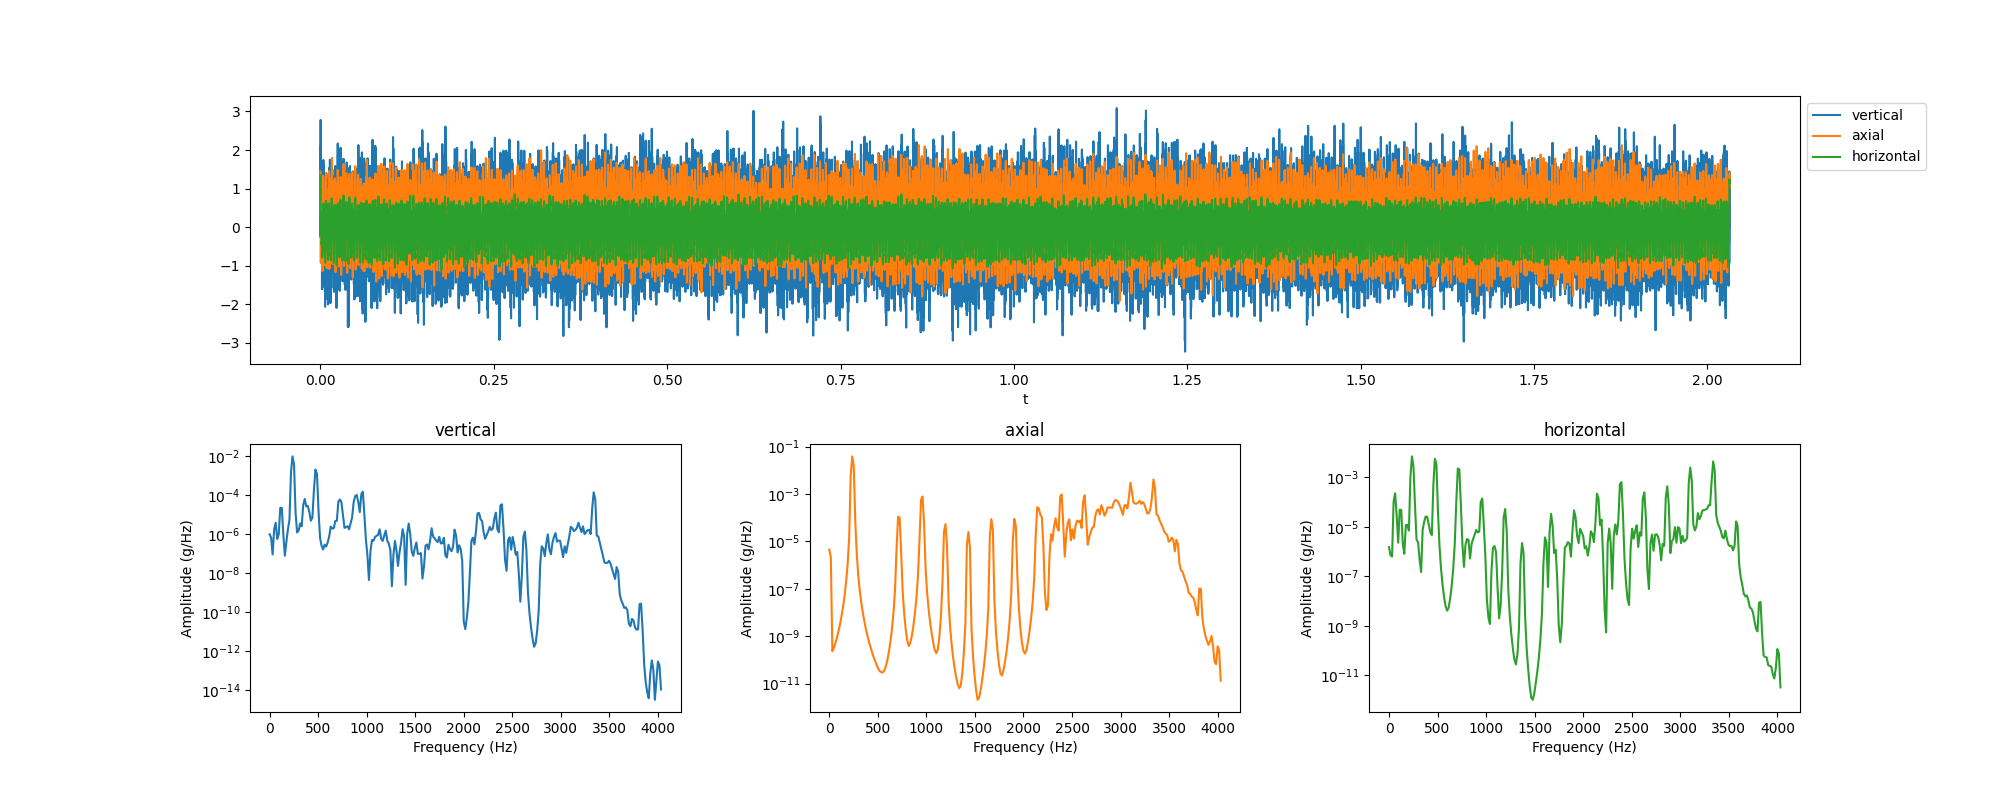 3
2
1
0
−1
−2
−3
0.00 0.25 0.50 0.75 1.00 1.25 1.50 1.75 2.00
t
vertical
axial
horizontal
vertical
10⁻²
10⁻⁴
10⁻⁶
10⁻⁸
10⁻¹⁰
10⁻¹²
10⁻¹⁴
Amplitude (g/Hz)
0 500 1000 1500 2000 2500 3000 3500 4000
Frequency (Hz)
axial
10⁻¹
10⁻³
10⁻⁵
10⁻⁷
10⁻⁹
10⁻¹¹
Amplitude (g/Hz)
0 500 1000 1500 2000 2500 3000 3500 4000
Frequency (Hz)
horizontal
10⁻³
10⁻⁵
10⁻⁷
10⁻⁹
10⁻¹¹
Amplitude (g/Hz)
0 500 1000 1500 2000 2500 3000 3500 4000
Frequency (Hz)